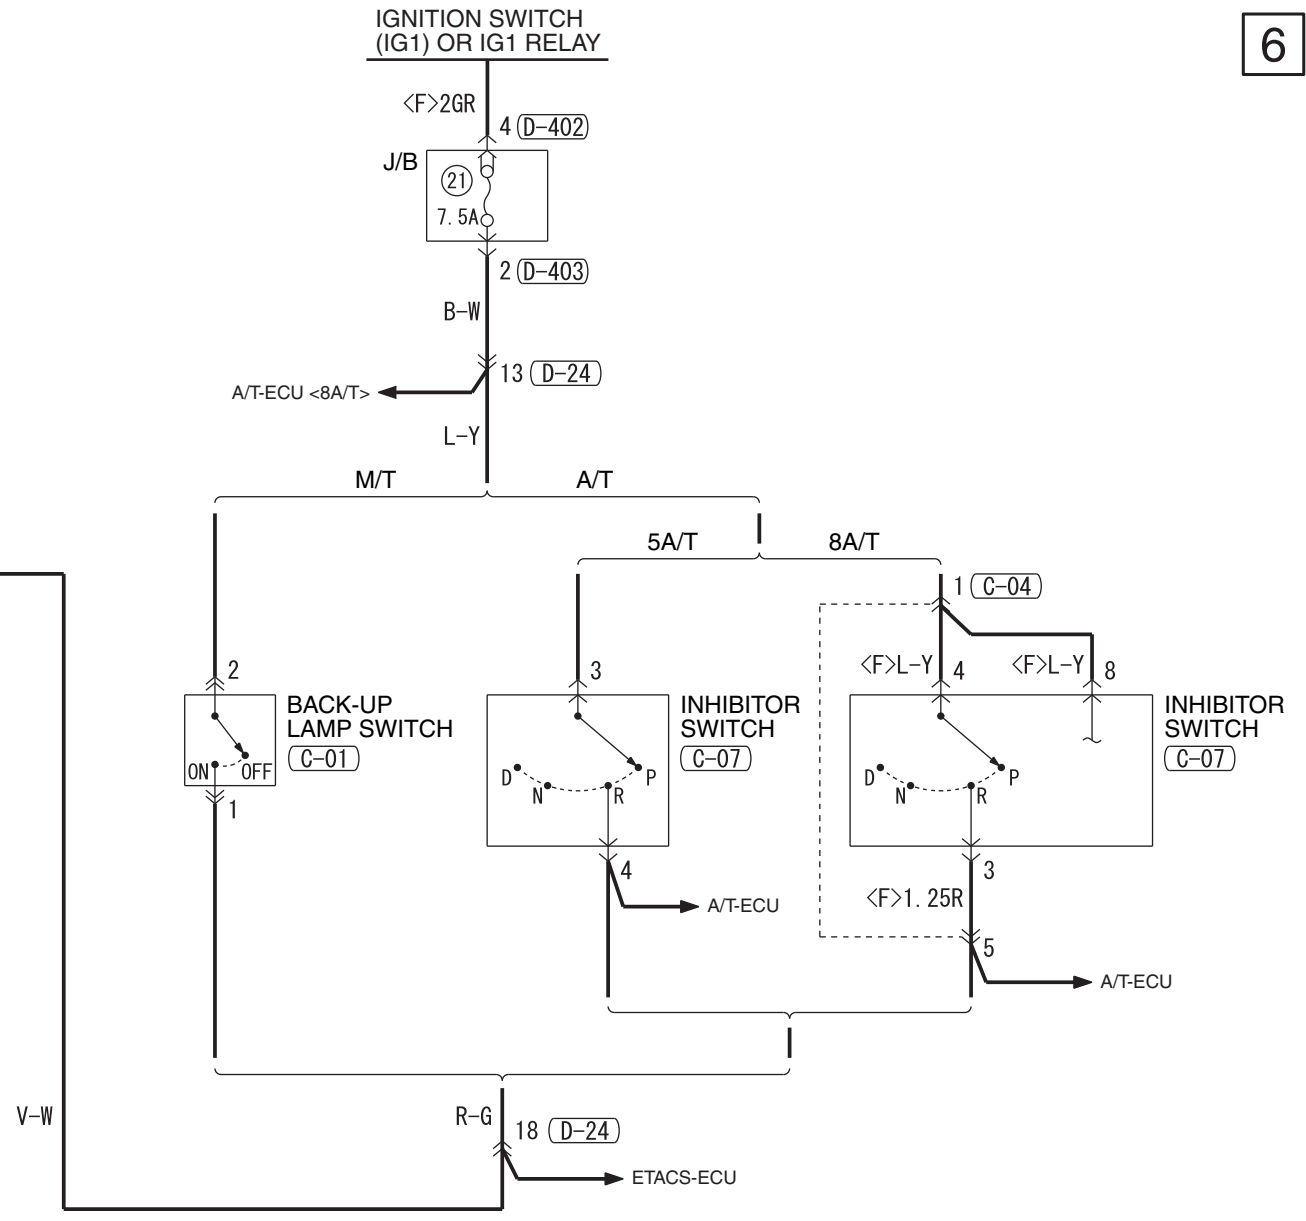 IGNITION SWITCH
(IG1) OR IG1 RELAY
6
<F>2GR
4 D-402
J/B
21
7.5A
2 D-403
B-W
13 D-24
A/T-ECU <8A/T>
L-Y
M/T A/T
5A/T 8A/T
1 C-04
<F>L-Y 4 <F>L-Y 8
2
3
BACK-UP
LAMP SWITCH
C-01
ON OFF
1
INHIBITOR
SWITCH
C-07
D N R P
4
A/T-ECU
INHIBITOR
SWITCH
C-07
D N R P
3
<F>1.25R
5
A/T-ECU
V-W
R-G
18 D-24
ETACS-ECU